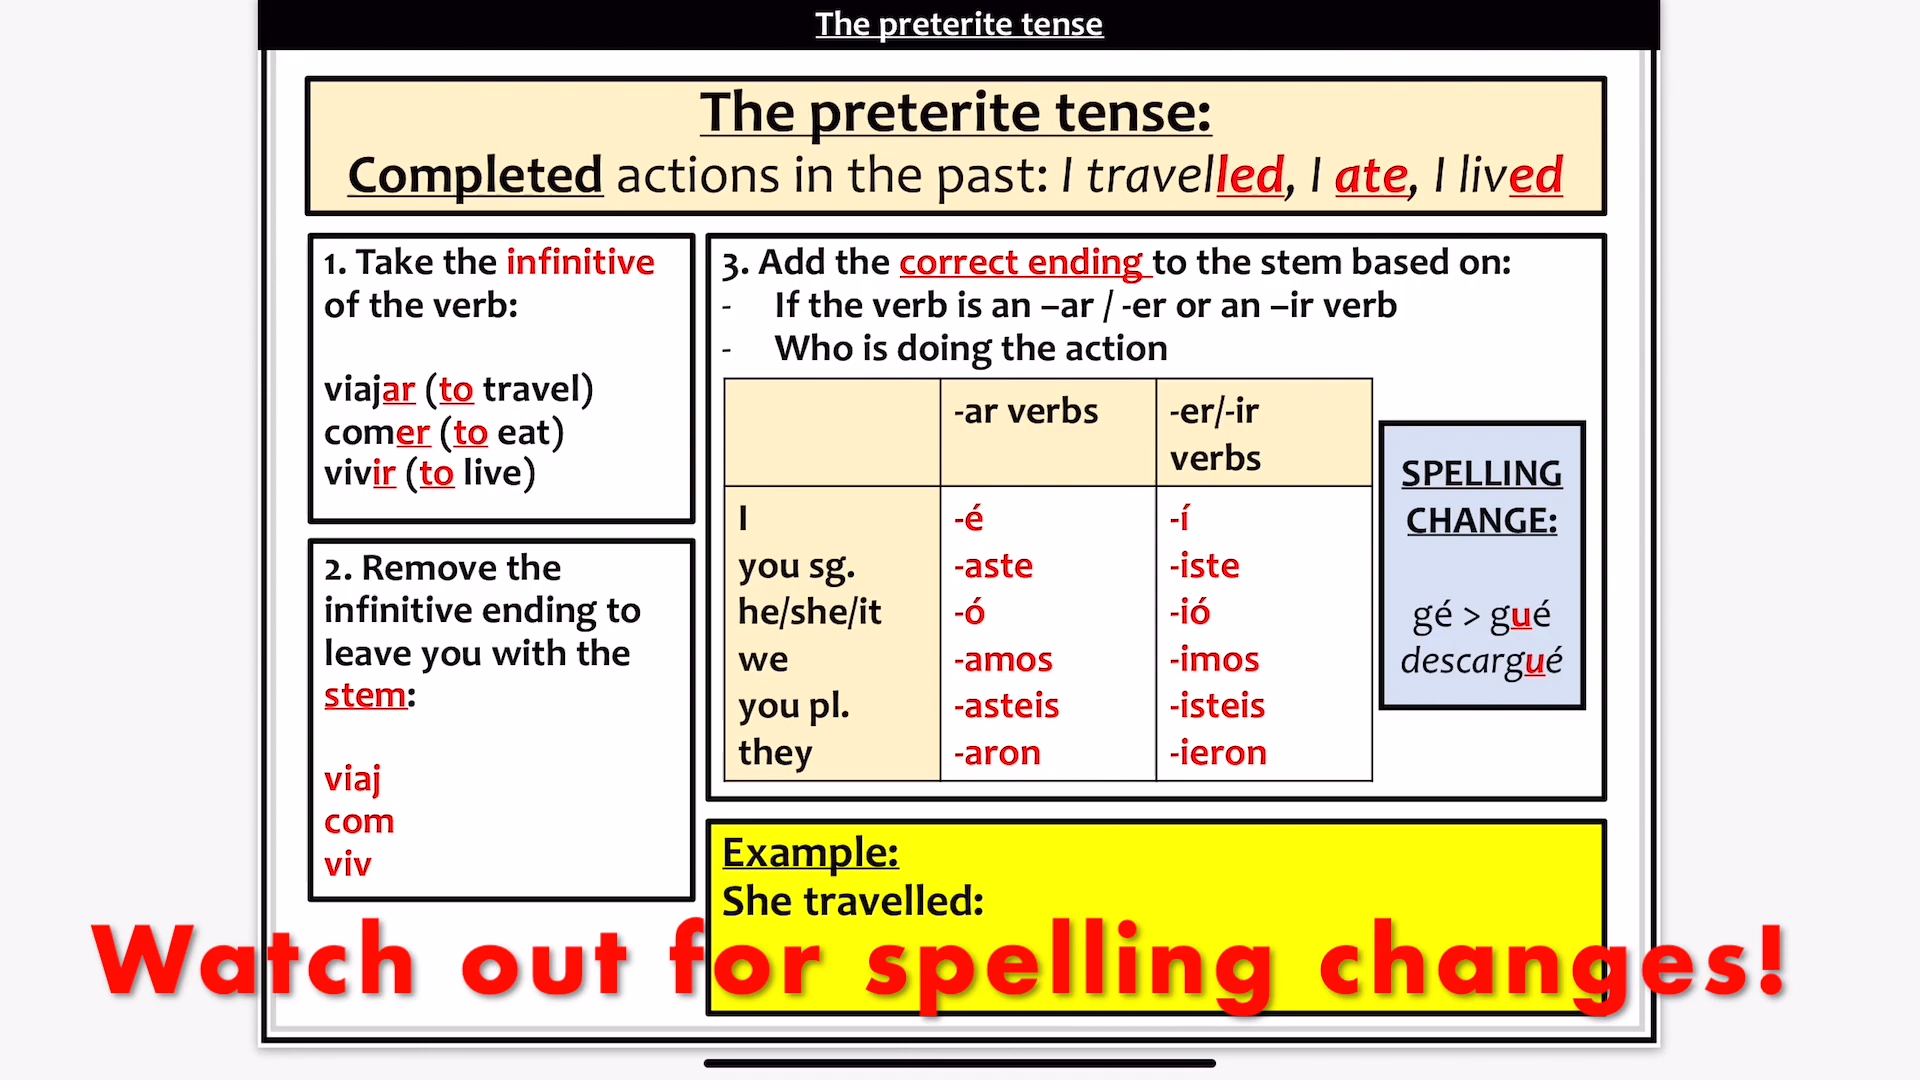 The preterite tense
The preterite tense:
Completed actions in the past: I travelled, I ate, I lived
1. Take the infinitive
of the verb:
viajar (to travel)
comer (to eat)
vivir (to live)
2. Remove the
infinitive ending to
leave you with the
stem:
viaj
com
viv
3. Add the correct ending to the stem based on:
- If the verb is an –ar / -er or an –ir verb
- Who is doing the action
-ar verbs -er/-ir
verbs
I -é -í
you sg. -aste -iste
he/she/it -ó -ió
we -amos -imos
you pl. -asteis -isteis
they -aron -ieron
SPELLING
CHANGE:
gé > gué
descargué
Example:
She travelled:
Watch out for spelling changes!